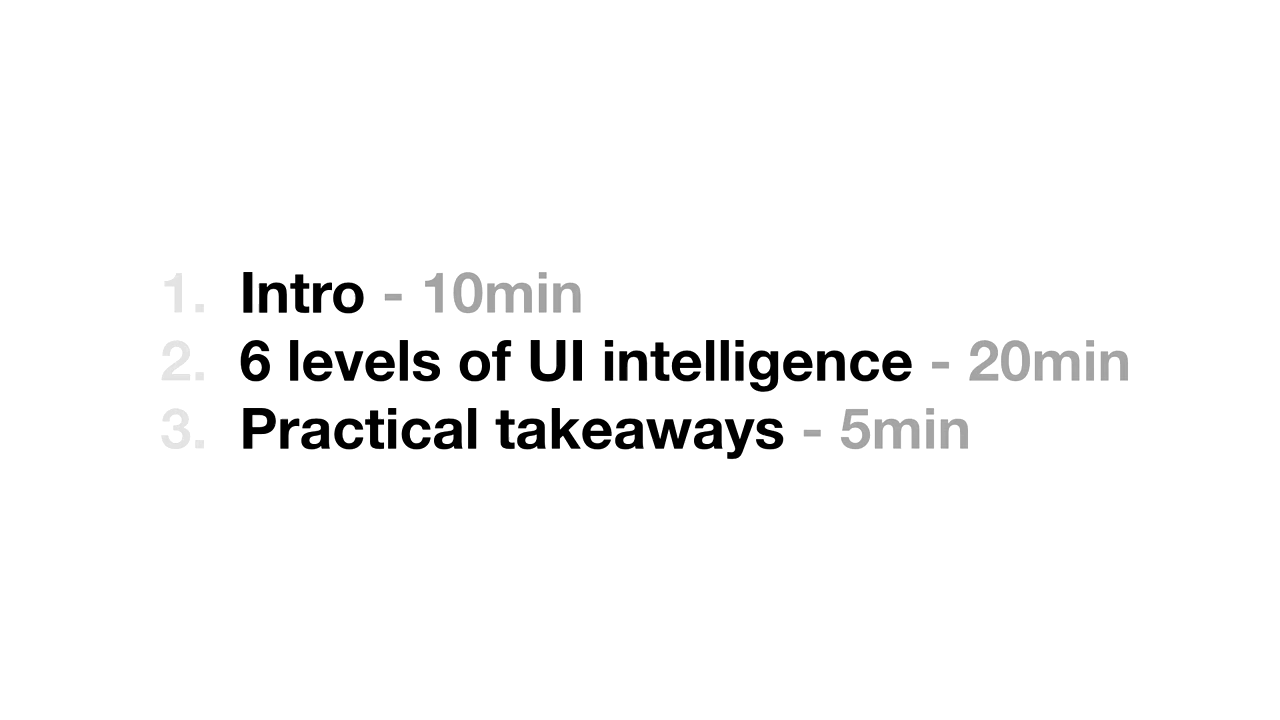 1. Intro - 10min
2. 6 levels of UI intelligence - 20min
3. Practical takeaways - 5min